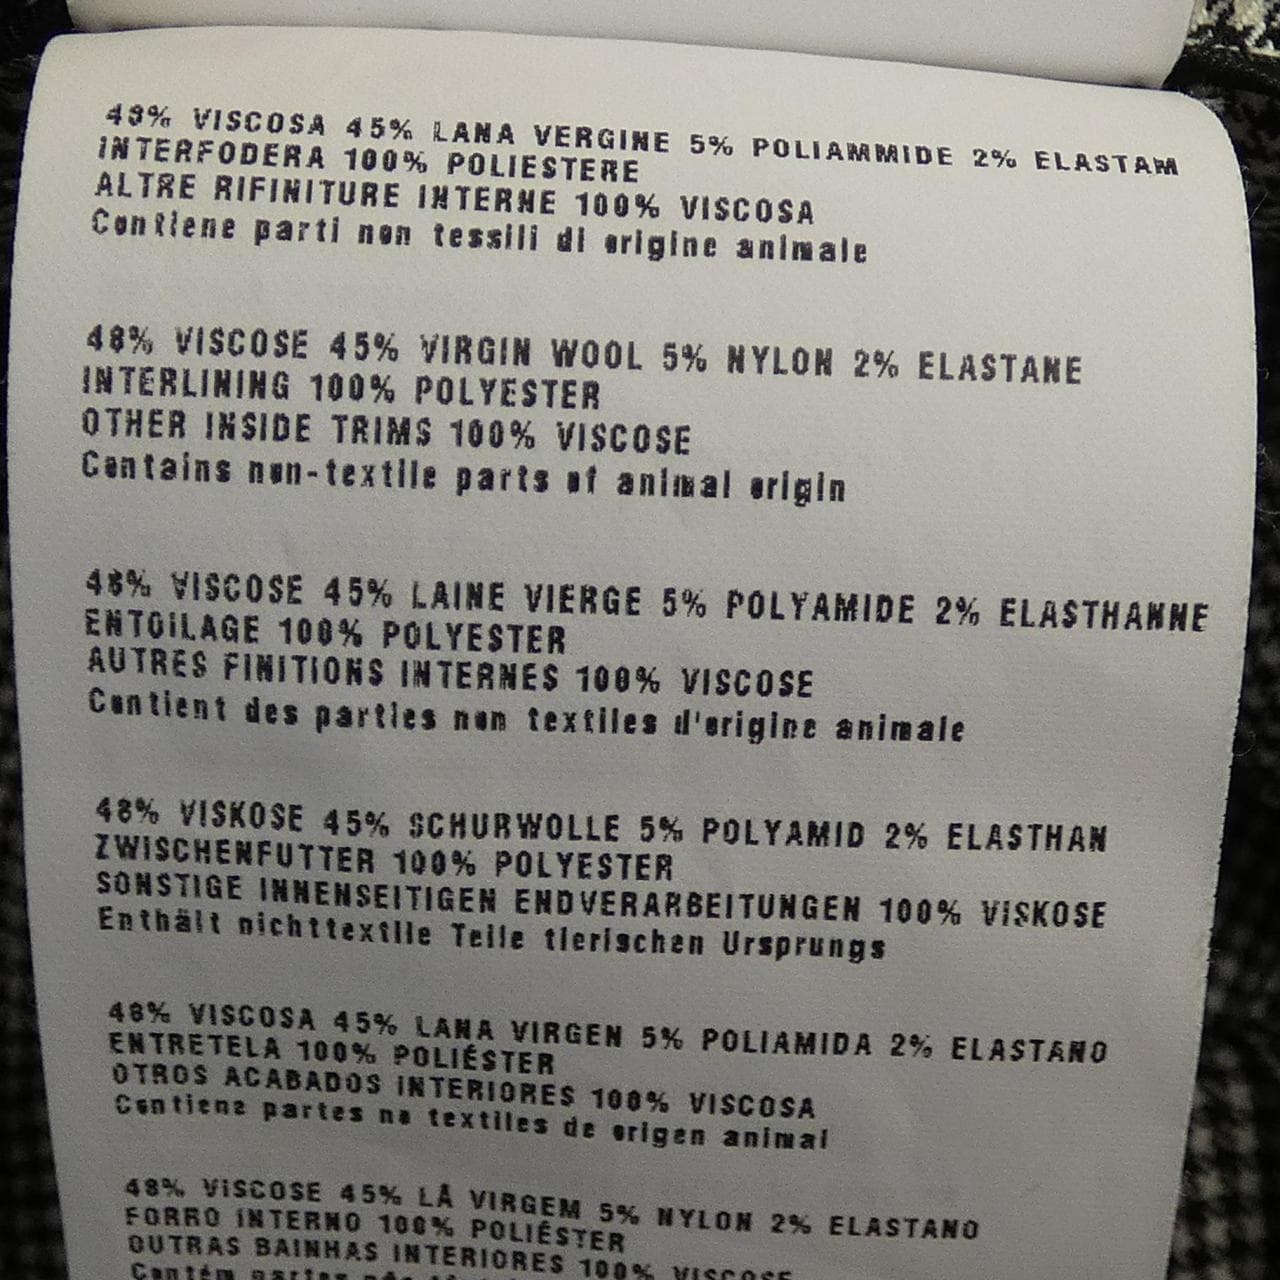 48% VISCOSA 45% LANA VERGINE 5% POLIAMMIDE 2% ELASTAM
INTERFODERA 100% POLIESTERE
ALTRE RIFINITURE INTERNE 100% VISCOSA
Contiene parti non tessili di origine animale
48% VISCOSE 45% VIRGIN WOOL 5% NYLON 2% ELASTANE
INTERLINING 100% POLYESTER
OTHER INSIDE TRIMS 100% VISCOSE
Contains non-textile parts of animal origin
48% VISCOSE 45% LAINE VIERGE 5% POLYAMIDE 2% ELASTHANNE
ENTOILAGE 100% POLYESTER
AUTRES FINITIONS INTERNES 100% VISCOSE
Contient des parties non textiles d'origine animale
48% VISKOSE 45% SCHURWOLLE 5% POLYAMID 2% ELASTHAN
ZWISCHENFUTTER 100% POLYESTER
SONSTIGE INNENSEITIGEN ENDVERARBEITUNGEN 100% VISKOSE
Enthält nichttextile Teile tierischen Ursprungs
48% VISCOSA 45% LANA VIRGEN 5% POLIAMIDA 2% ELASTANO
ENTRETELA 100% POLIÉSTER
OTROS ACABADOS INTERIORES 100% VISCOSA
Contiene partes no textiles de origen animal
48% VISCOSE 45% LÃ VIRGEM 5% NYLON 2% ELASTANO
FORRO INTERNO 100% POLIÉSTER
OUTRAS BAINHAS INTERIORES 100% VISCOSE
Contém partes não